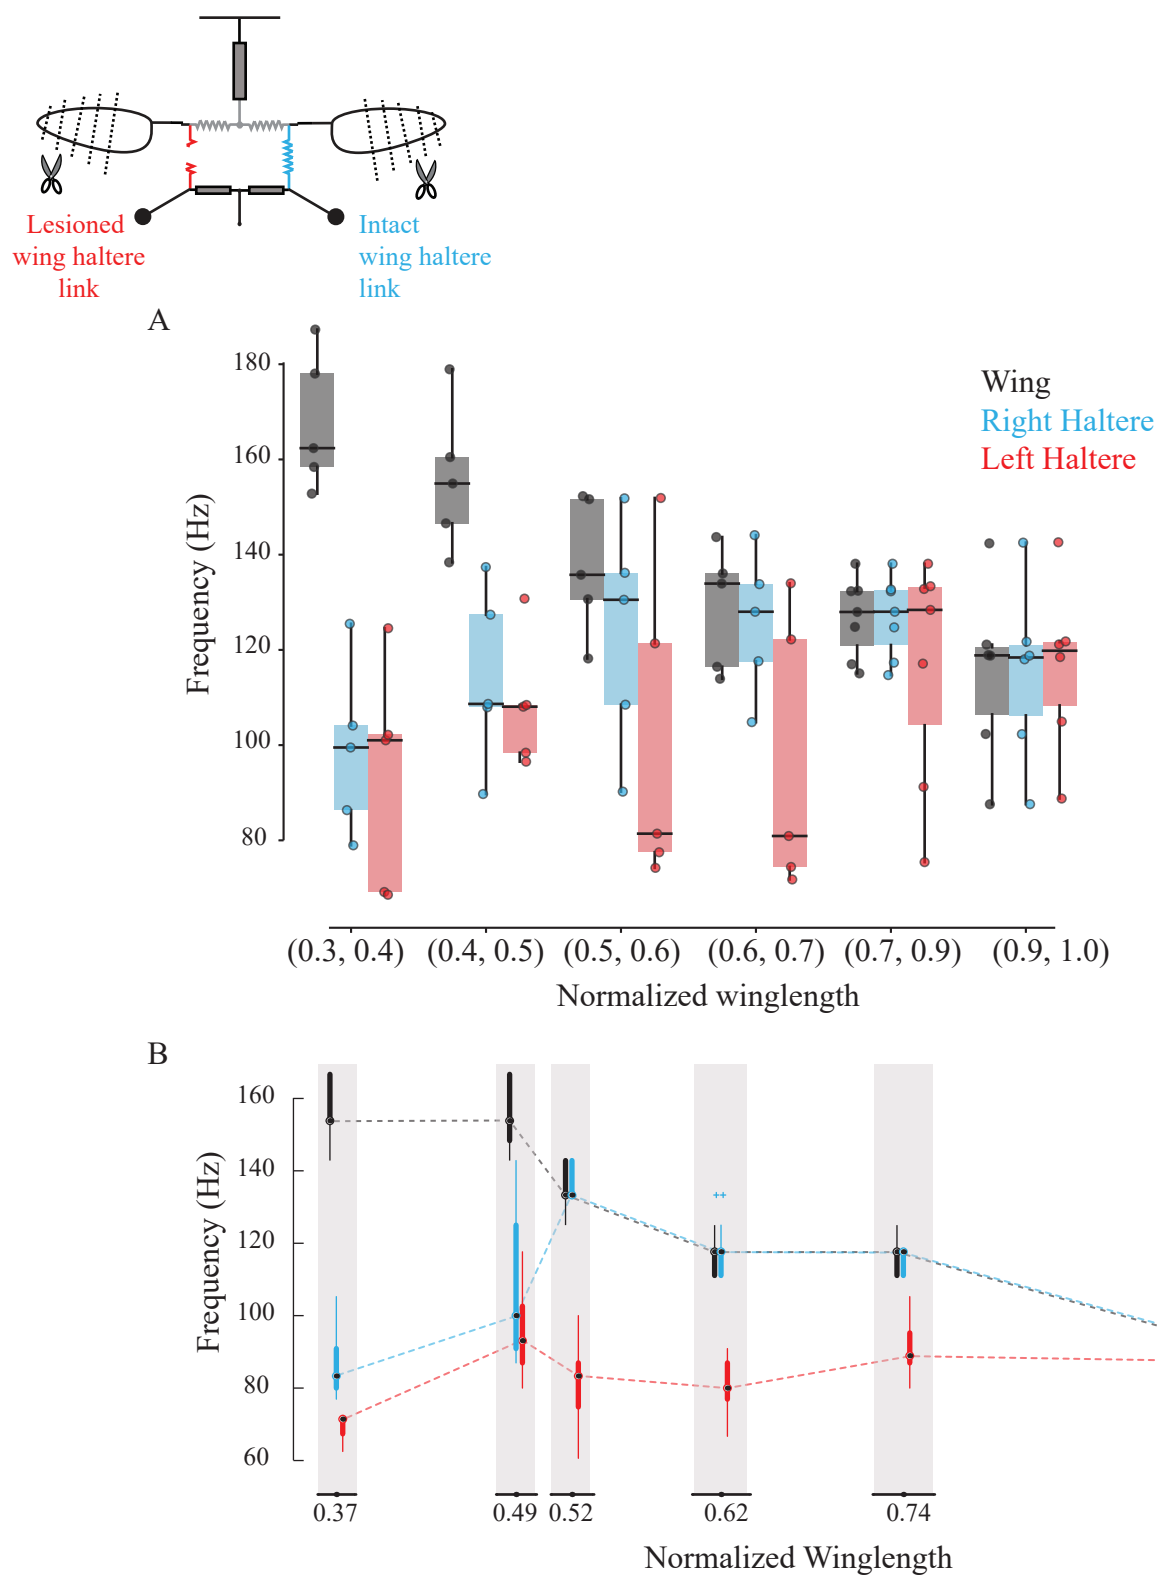 Lesioned
wing haltere
link
Intact
wing haltere
link
A
180
160
140
120
100
80
Frequency (Hz)
Wing
Right Haltere
Left Haltere
(0.3, 0.4) (0.4, 0.5) (0.5, 0.6) (0.6, 0.7) (0.7, 0.9) (0.9, 1.0)
Normalized winglength
B
160
140
120
100
80
60
Frequency (Hz)
++
0.37 0.49 0.52 0.62 0.74
Normalized Winglength